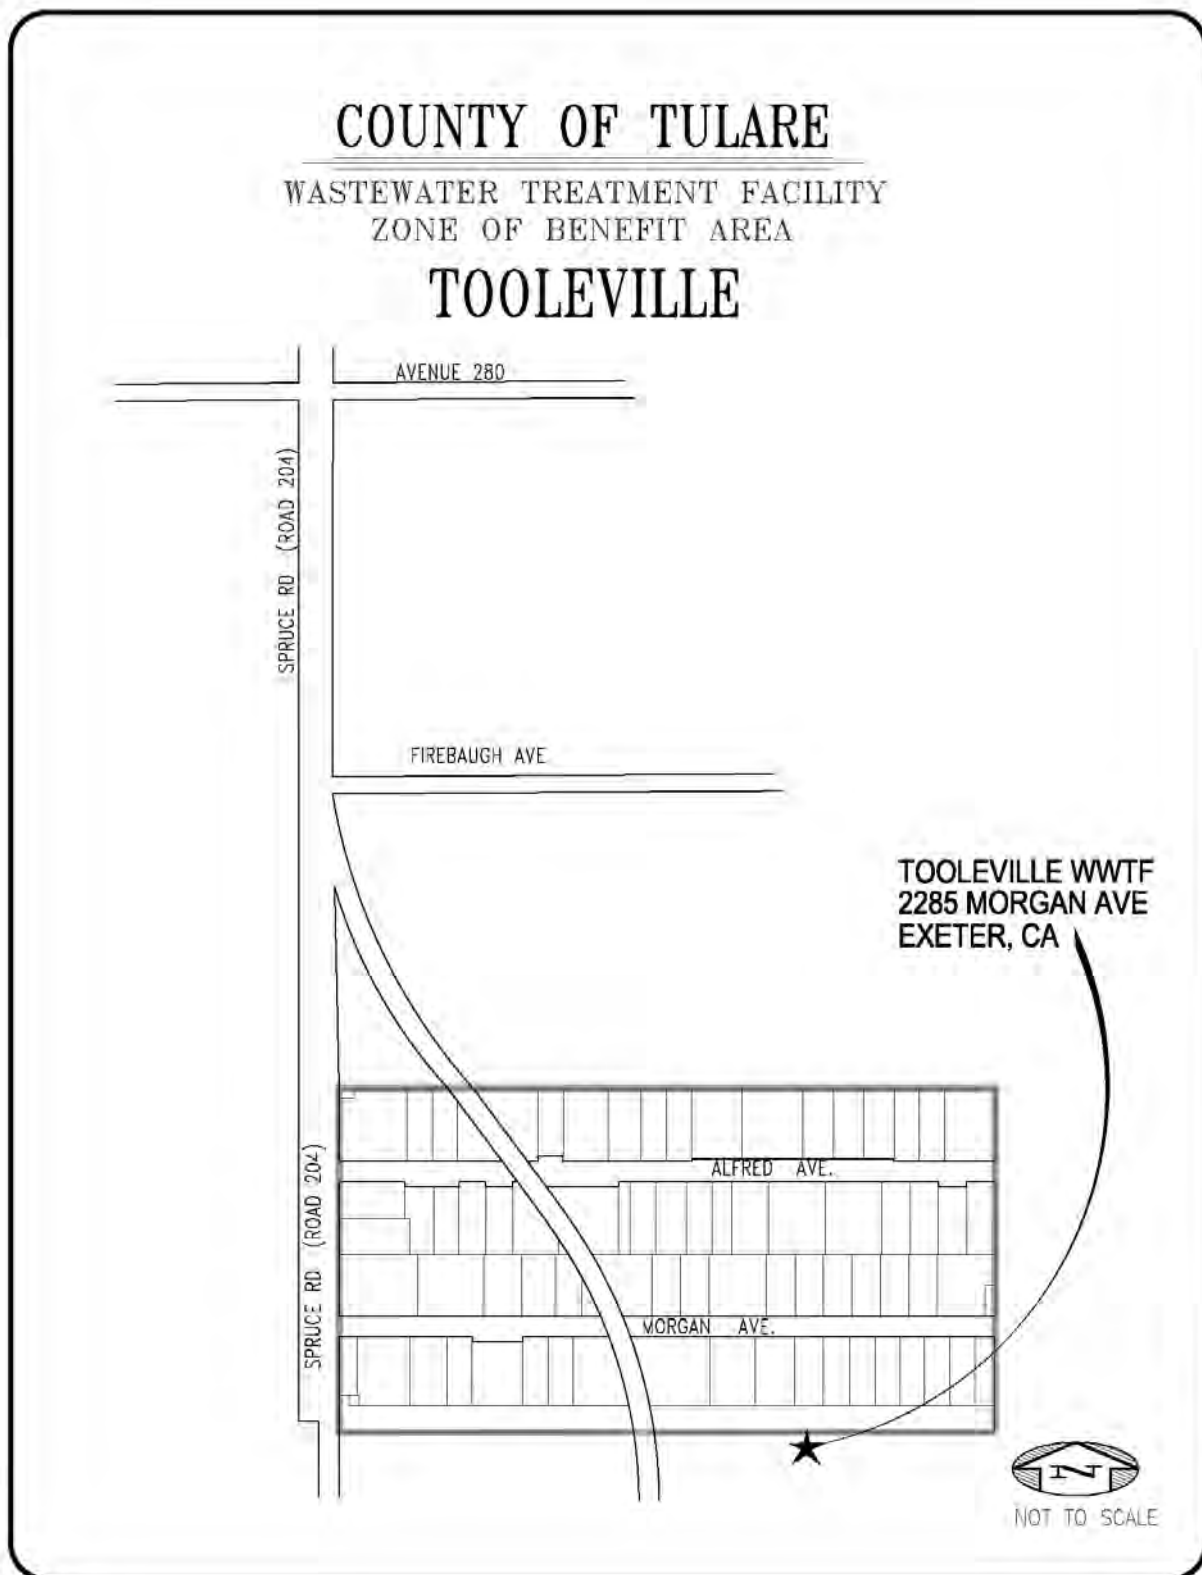 COUNTY OF TULARE
WASTEWATER TREATMENT FACILITY
ZONE OF BENEFIT AREA
TOOLEVILLE
AVENUE 280
SPRUCE RD (ROAD 204)
FIREBAUGH AVE
TOOLEVILLE WWTF
2285 MORGAN AVE
EXETER, CA
ALFRED AVE.
SPRUCE RD (ROAD 204)
MORGAN AVE.
N
NOT TO SCALE